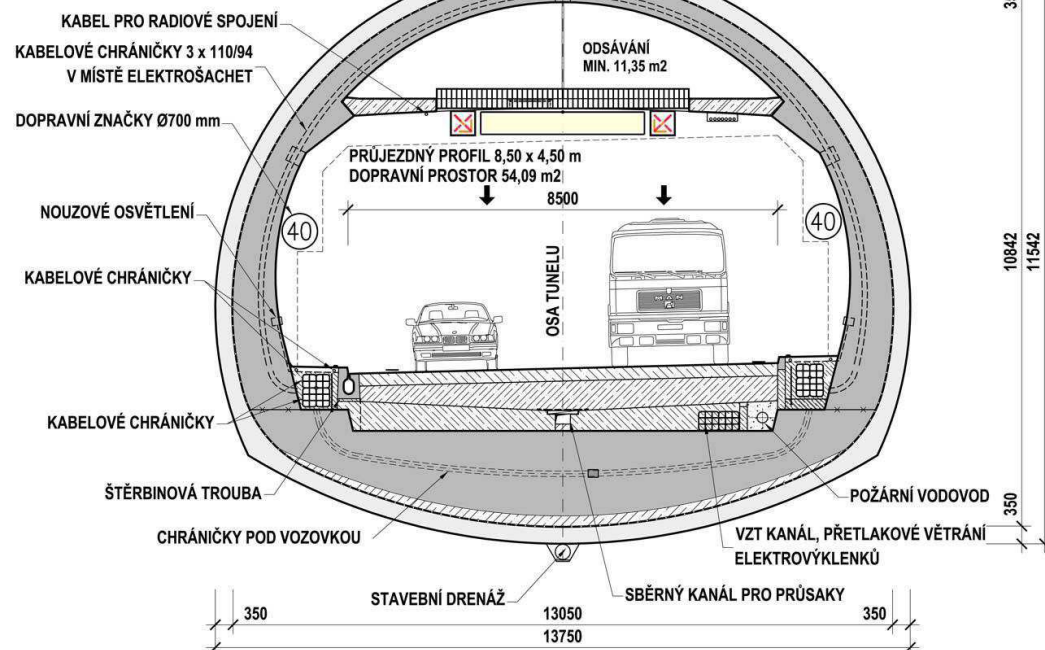 KABEL PRO RADIOVÉ SPOJENÍ
KABELOVÉ CHRÁNIČKY 3 x 110/94
V MÍSTĚ ELEKTROŠACHET
DOPRAVNÍ ZNAČKY Ø700 mm
NOUZOVÉ OSVĚTLENÍ
KABELOVÉ CHRÁNIČKY
KABELOVÉ CHRÁNIČKY
ŠTĚRBINOVÁ TROUBA
CHRÁNIČKY POD VOZOVKOU
STAVEBNÍ DRENÁŽ
ODSÁVÁNÍ
MIN. 11,35 m2
PRŮJEZDNÝ PROFIL 8,50 x 4,50 m
DOPRAVNÍ PROSTOR 54,09 m2
8500
40
40
OSA TUNELU
MAN
POŽÁRNÍ VODOVOD
VZT KANÁL, PŘETLAKOVÉ VĚTRÁNÍ
ELEKTROVÝKLENKŮ
SBĚRNÝ KANÁL PRO PRŮSAKY
10842
11542
350
350
13050
350
13750